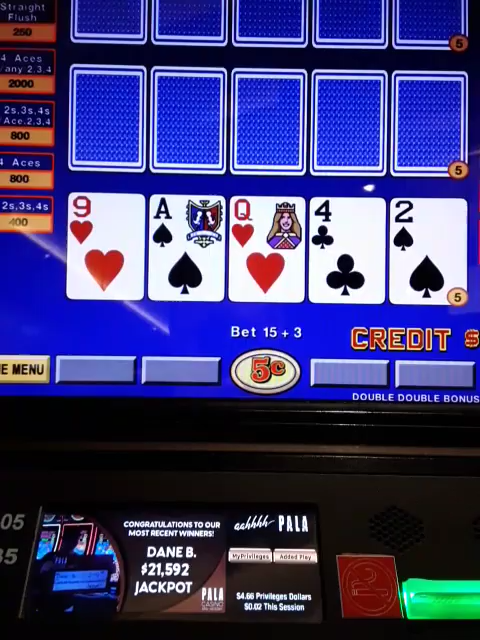 Straight
Flush
250
4 Aces
/any 2,3,4
2000
2s,3s,4s
Ace,2,3,4
800
4 Aces
800
2s,3s,4s
400
5
5
9
A
Q
4
2
5
Bet 15 + 3
CREDIT $
E MENU
5¢
DOUBLE DOUBLE BONUS
05
35
CONGRATULATIONS TO OUR
MOST RECENT WINNERS!
DANE B.
$21,592
JACKPOT
PALA
CASINO
aahhhh~ PALA
MyPrivileges
Added Play
$4.66 Privileges Dollars
$0.02 This Session